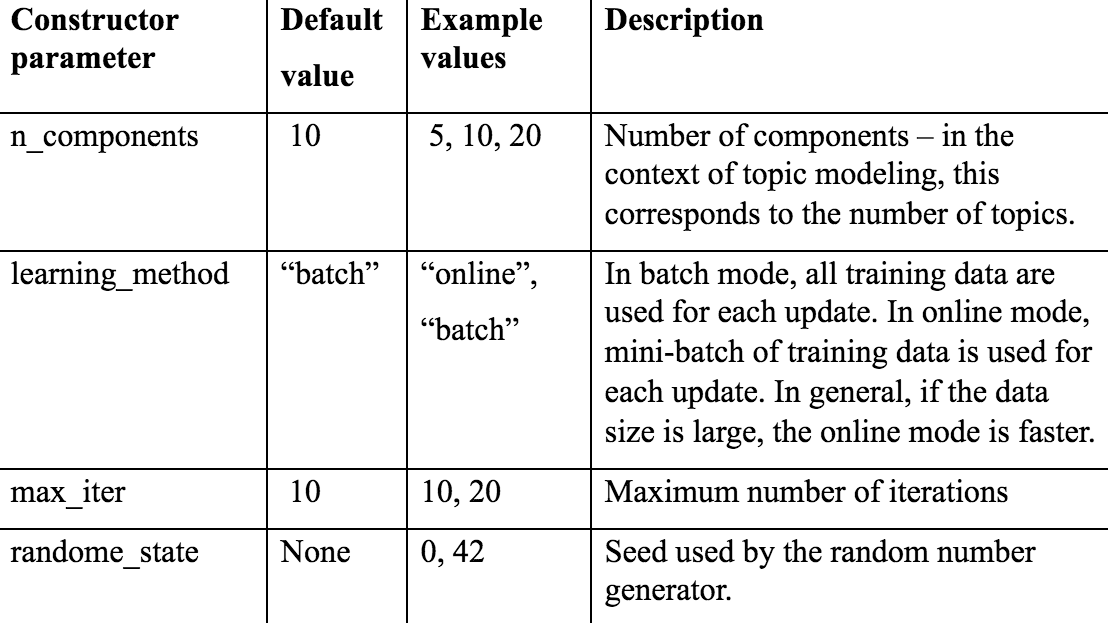 Constructor parameter | Default value | Example values | Description
n_components | 10 | 5, 10, 20 | Number of components – in the context of topic modeling, this corresponds to the number of topics.
learning_method | “batch” | “online”, “batch” | In batch mode, all training data are used for each update. In online mode, mini-batch of training data is used for each update. In general, if the data size is large, the online mode is faster.
max_iter | 10 | 10, 20 | Maximum number of iterations
randome_state | None | 0, 42 | Seed used by the random number generator.